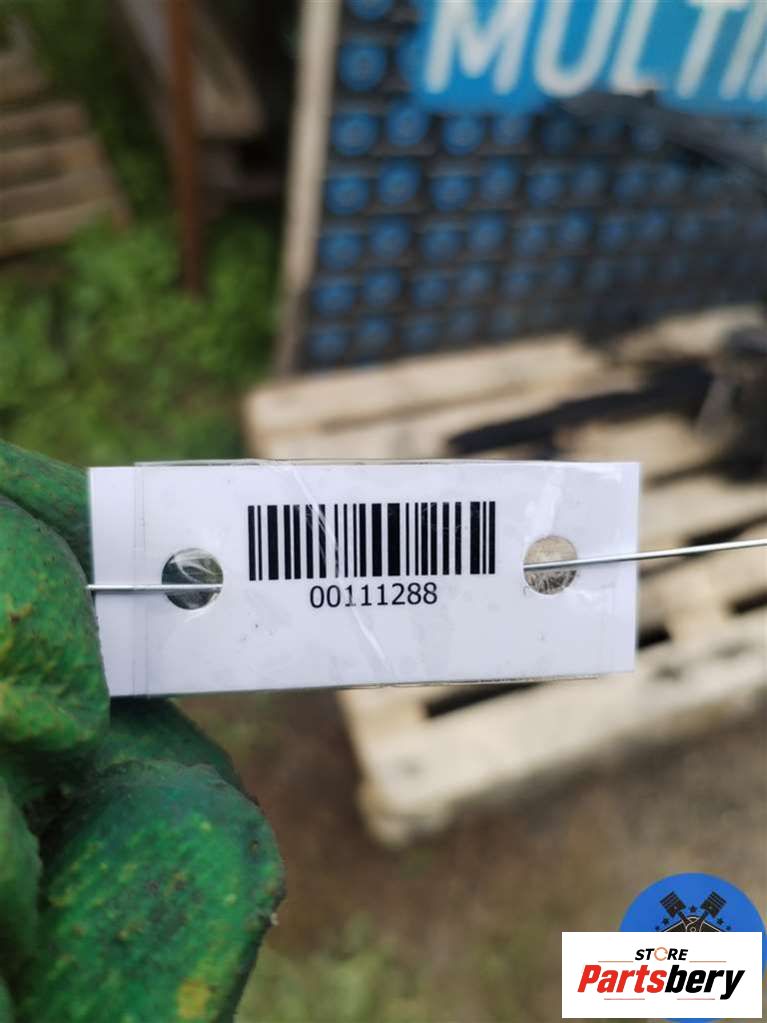 MULTI
00111288
STORE
Partsbery